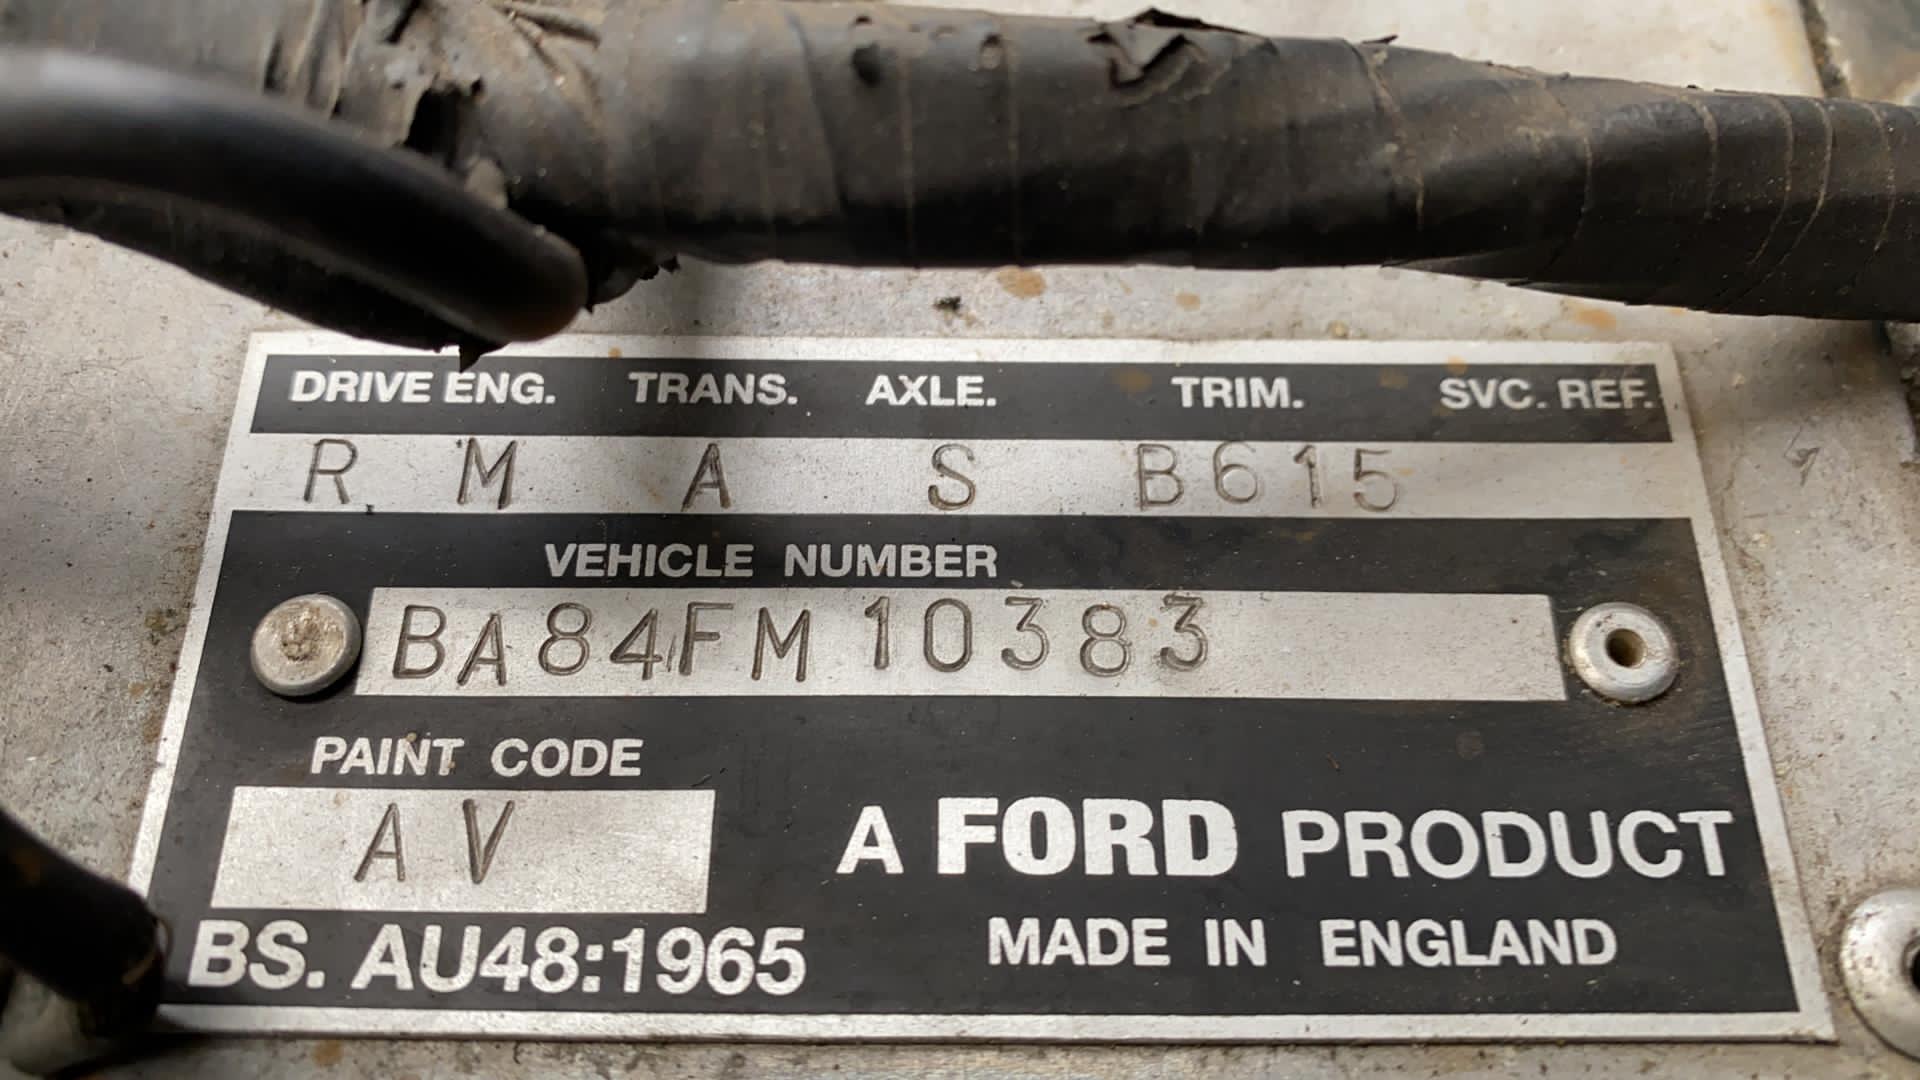 DRIVE ENG. TRANS. AXLE. TRIM. SVC. REF.
R M A S B615
VEHICLE NUMBER
BA84FM10383
PAINT CODE
AV
A FORD PRODUCT
BS. AU48:1965
MADE IN ENGLAND